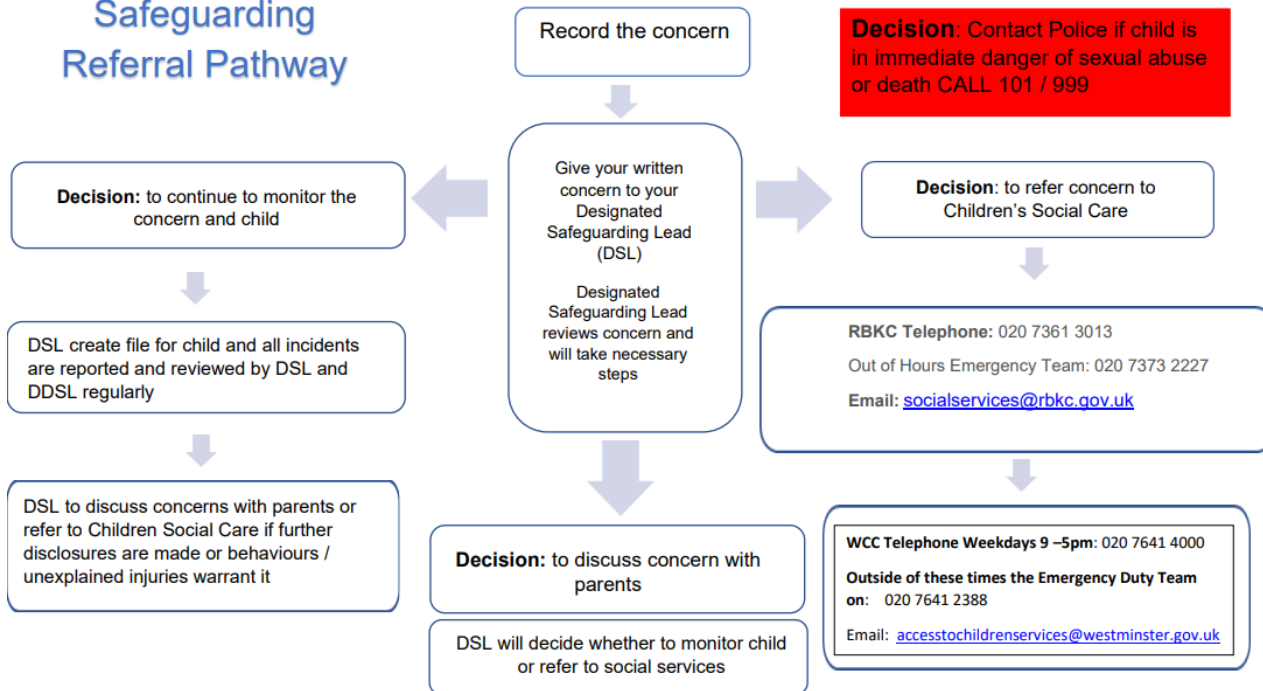 Safeguarding
Referral Pathway
Record the concern
Decision: Contact Police if child is
in immediate danger of sexual abuse
or death CALL 101 / 999
Give your written
concern to your
Designated
Safeguarding Lead
(DSL)
Designated
Safeguarding Lead
reviews concern and
will take necessary
steps
Decision: to continue to monitor the
concern and child
DSL create file for child and all incidents
are reported and reviewed by DSL and
DDSL regularly
DSL to discuss concerns with parents or
refer to Children Social Care if further
disclosures are made or behaviours /
unexplained injuries warrant it
Decision: to discuss concern with
parents
DSL will decide whether to monitor child
or refer to social services
Decision: to refer concern to
Children's Social Care
RBKC Telephone: 020 7361 3013
Out of Hours Emergency Team: 020 7373 2227
Email: socialservices@rbkc.gov.uk
WCC Telephone Weekdays 9 –5pm: 020 7641 4000
Outside of these times the Emergency Duty Team
on: 020 7641 2388
Email: accesstochildrenservices@westminster.gov.uk